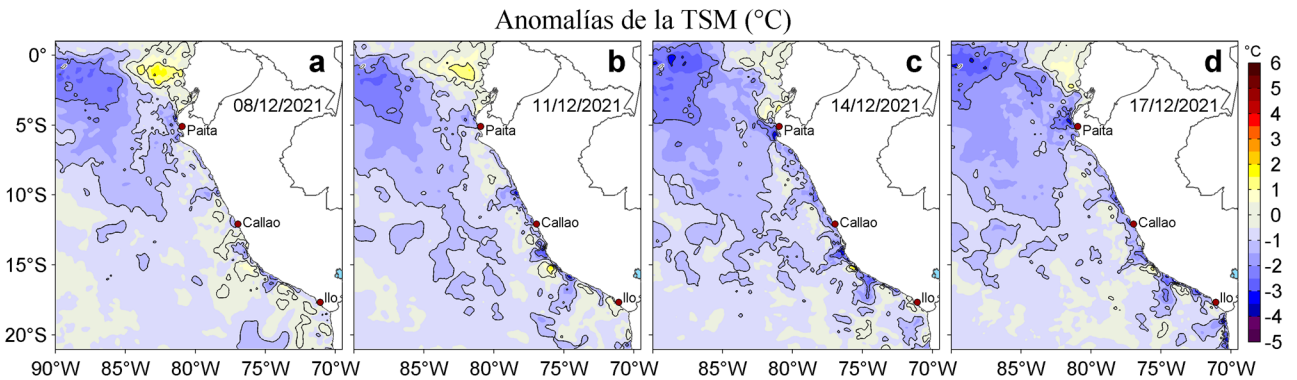 Anomalías de la TSM (°C)
a
08/12/2021
Paita
Callao
Ilo
b
11/12/2021
Paita
Callao
Ilo
c
14/12/2021
Paita
Callao
Ilo
d
17/12/2021
Paita
Callao
Ilo
0°
5°S
10°S
15°S
20°S
90°W 85°W 80°W 75°W 70°W
85°W 80°W 75°W 70°W
85°W 80°W 75°W 70°W
85°W 80°W 75°W 70°W
°C
6
5
4
3
2
1
0
-1
-2
-3
-4
-5